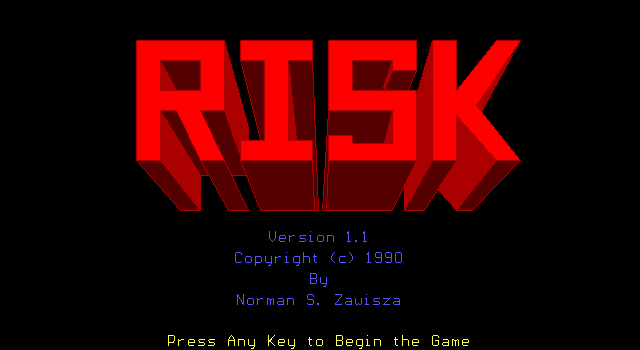 RISK
Version 1.1
Copyright (c) 1990
By
Norman S. Zawisza
Press Any Key to Begin the Game